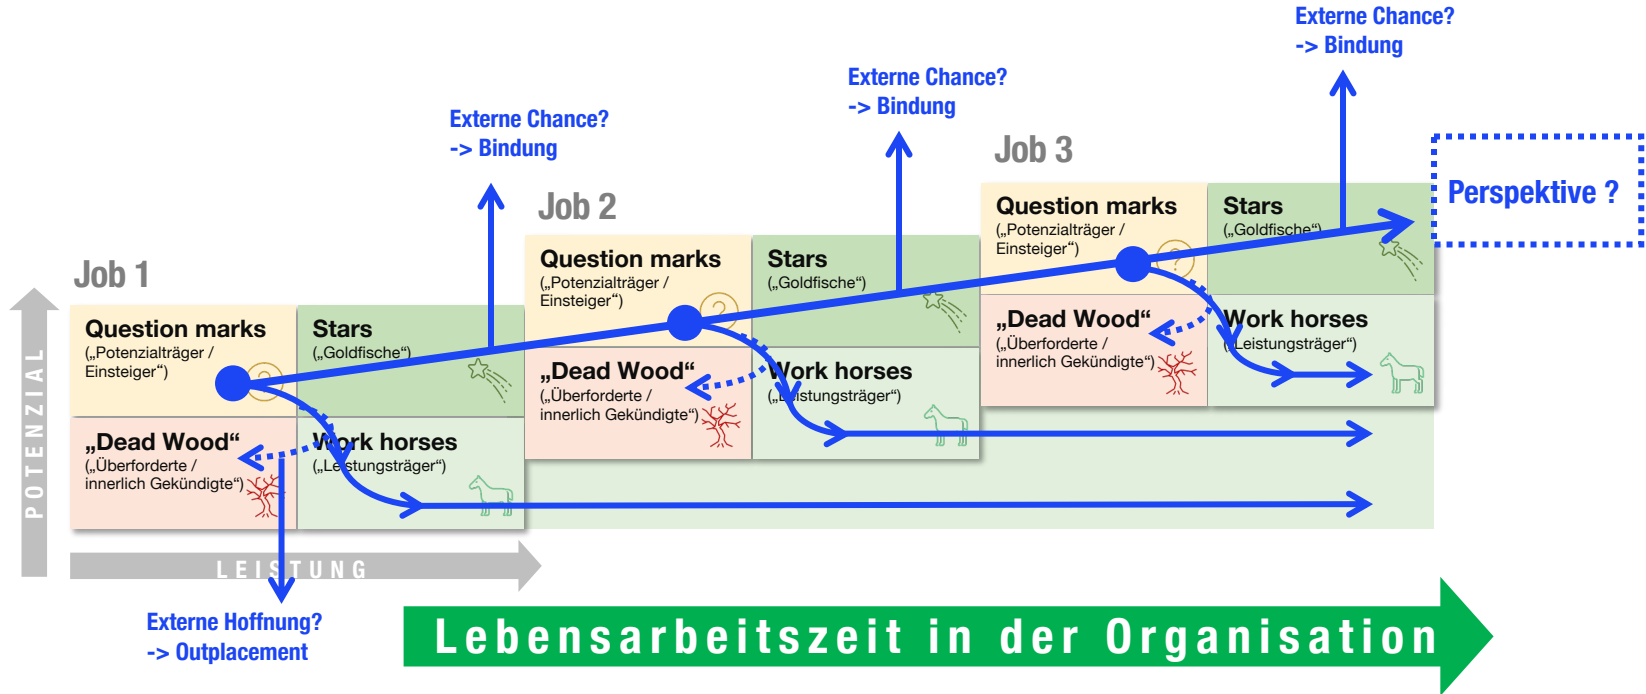 Externe Chance?
-> Bindung
Externe Chance?
-> Bindung
Externe Chance?
-> Bindung
Perspektive ?
Job 1
Question marks
(„Potenzialträger /
Einsteiger“)
?
Stars
(„Goldfische“)
„Dead Wood“
(„Überforderte /
innerlich Gekündigte“)
Work horses
(„Leistungsträger“)
Job 2
Question marks
(„Potenzialträger /
Einsteiger“)
?
Stars
(„Goldfische“)
„Dead Wood“
(„Überforderte /
innerlich Gekündigte“)
Work horses
(„Leistungsträger“)
Job 3
Question marks
(„Potenzialträger /
Einsteiger“)
?
Stars
(„Goldfische“)
„Dead Wood“
(„Überforderte /
innerlich Gekündigte“)
Work horses
(„Leistungsträger“)
POTENZIAL
LEISTUNG
Externe Hoffnung?
-> Outplacement
Lebensarbeitszeit in der Organisation